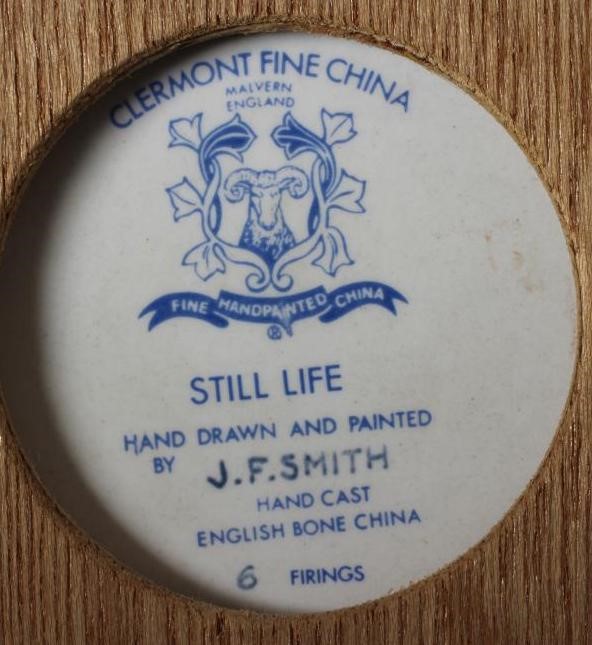 CLERMONT FINE CHINA
MALVERN
ENGLAND
FINE HANDPAINTED CHINA
®
STILL LIFE
HAND DRAWN AND PAINTED
BY J.F.SMITH
HAND CAST
ENGLISH BONE CHINA
6 FIRINGS